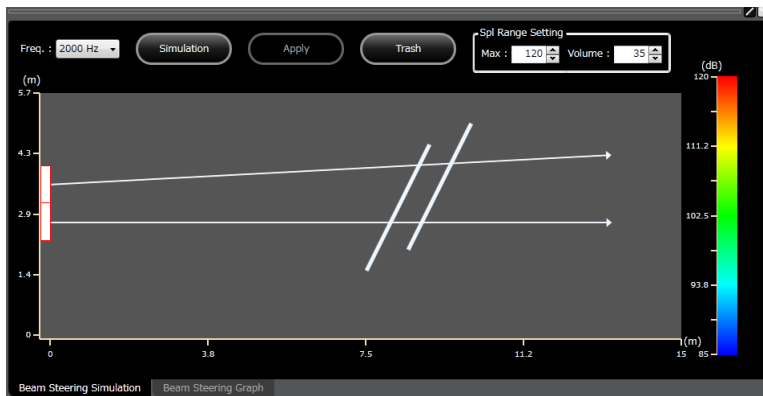 Spl Range Setting
Freq. : 2000 Hz Simulation Apply Trash Max : 120 Volume : 35
(dB)
(m)
120
5.7
111.2
4.3
102.5
2.9
93.8
1.4
0
(m)
85
0 3.8 7.5 11.2 15
Beam Steering Simulation Beam Steering Graph